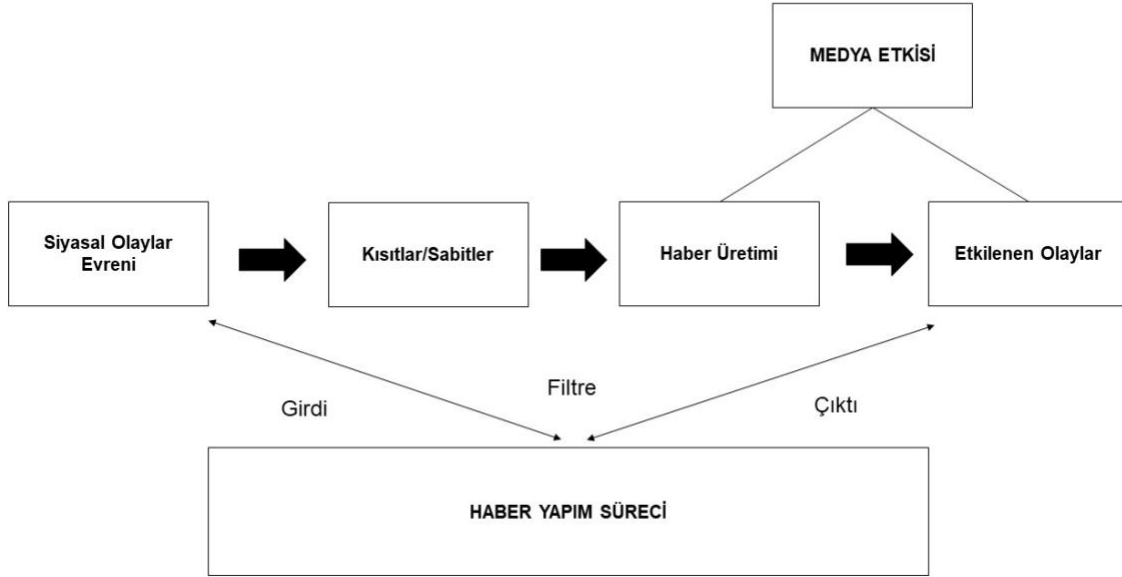 MEDYA ETKİSİ
Siyasal Olaylar
Evreni
Kısıtlar/Sabitler
Haber Üretimi
Etkilenen Olaylar
Girdi
Filtre
Çıktı
HABER YAPIM SÜRECİ